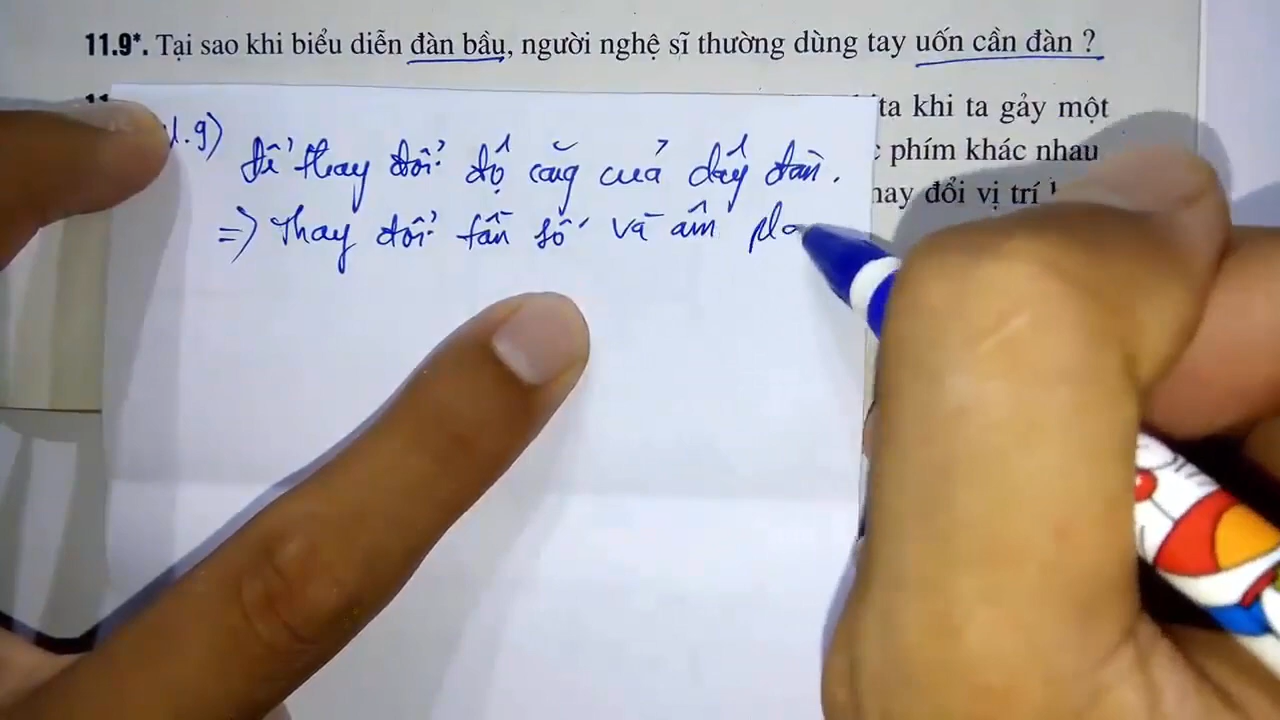 11.9*. Tại sao khi biểu diễn đàn bầu, người nghệ sĩ thường dùng tay uốn cần đàn ?
ta khi ta gảy một
phím khác nhau
đổi vị trí
1.9) Để thay đổi độ căng của dây đàn.
=> Thay đổi tần số và âm